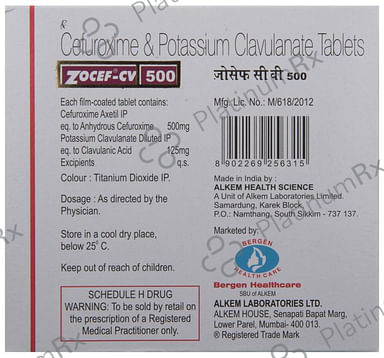 Rx
Cefuroxime & Potassium Clavulanate Tablets
ZOCEF-CV 500
जोसेफ सी वी 500
Each film-coated tablet contains:
Cefuroxime Axetil IP
eq. to Anhydrous Cefuroxime 500mg
Potassium Clavulanate Diluted IP
eq. to Clavulanic Acid 125mg
Excipients q.s.
Colour : Titanium Dioxide IP.
Dosage : As directed by the
Physician.
Store in a cool dry place,
below 25°C.
Keep out of reach of children.
SCHEDULE H DRUG
WARNING: To be sold by retail on
the prescription of a Registered
Medical Practitioner only.
Mfg. Lic. No.: M/618/2012
8 902269 256315
Made in India by :
ALKEM HEALTH SCIENCE
A Unit of Alkem Laboratories Limited.
Samardung, Karek Block,
P.O.: Namthang, South Sikkim - 737 137.
Marketed by:
BERGEN
HEALTHCARE
Bergen Healthcare
SBU of ALKEM
ALKEM LABORATORIES LTD.
ALKEM HOUSE, Senapati Bapat Marg,
Lower Parel, Mumbai- 400 013.
® Registered Trade Mark
PlatinumRx